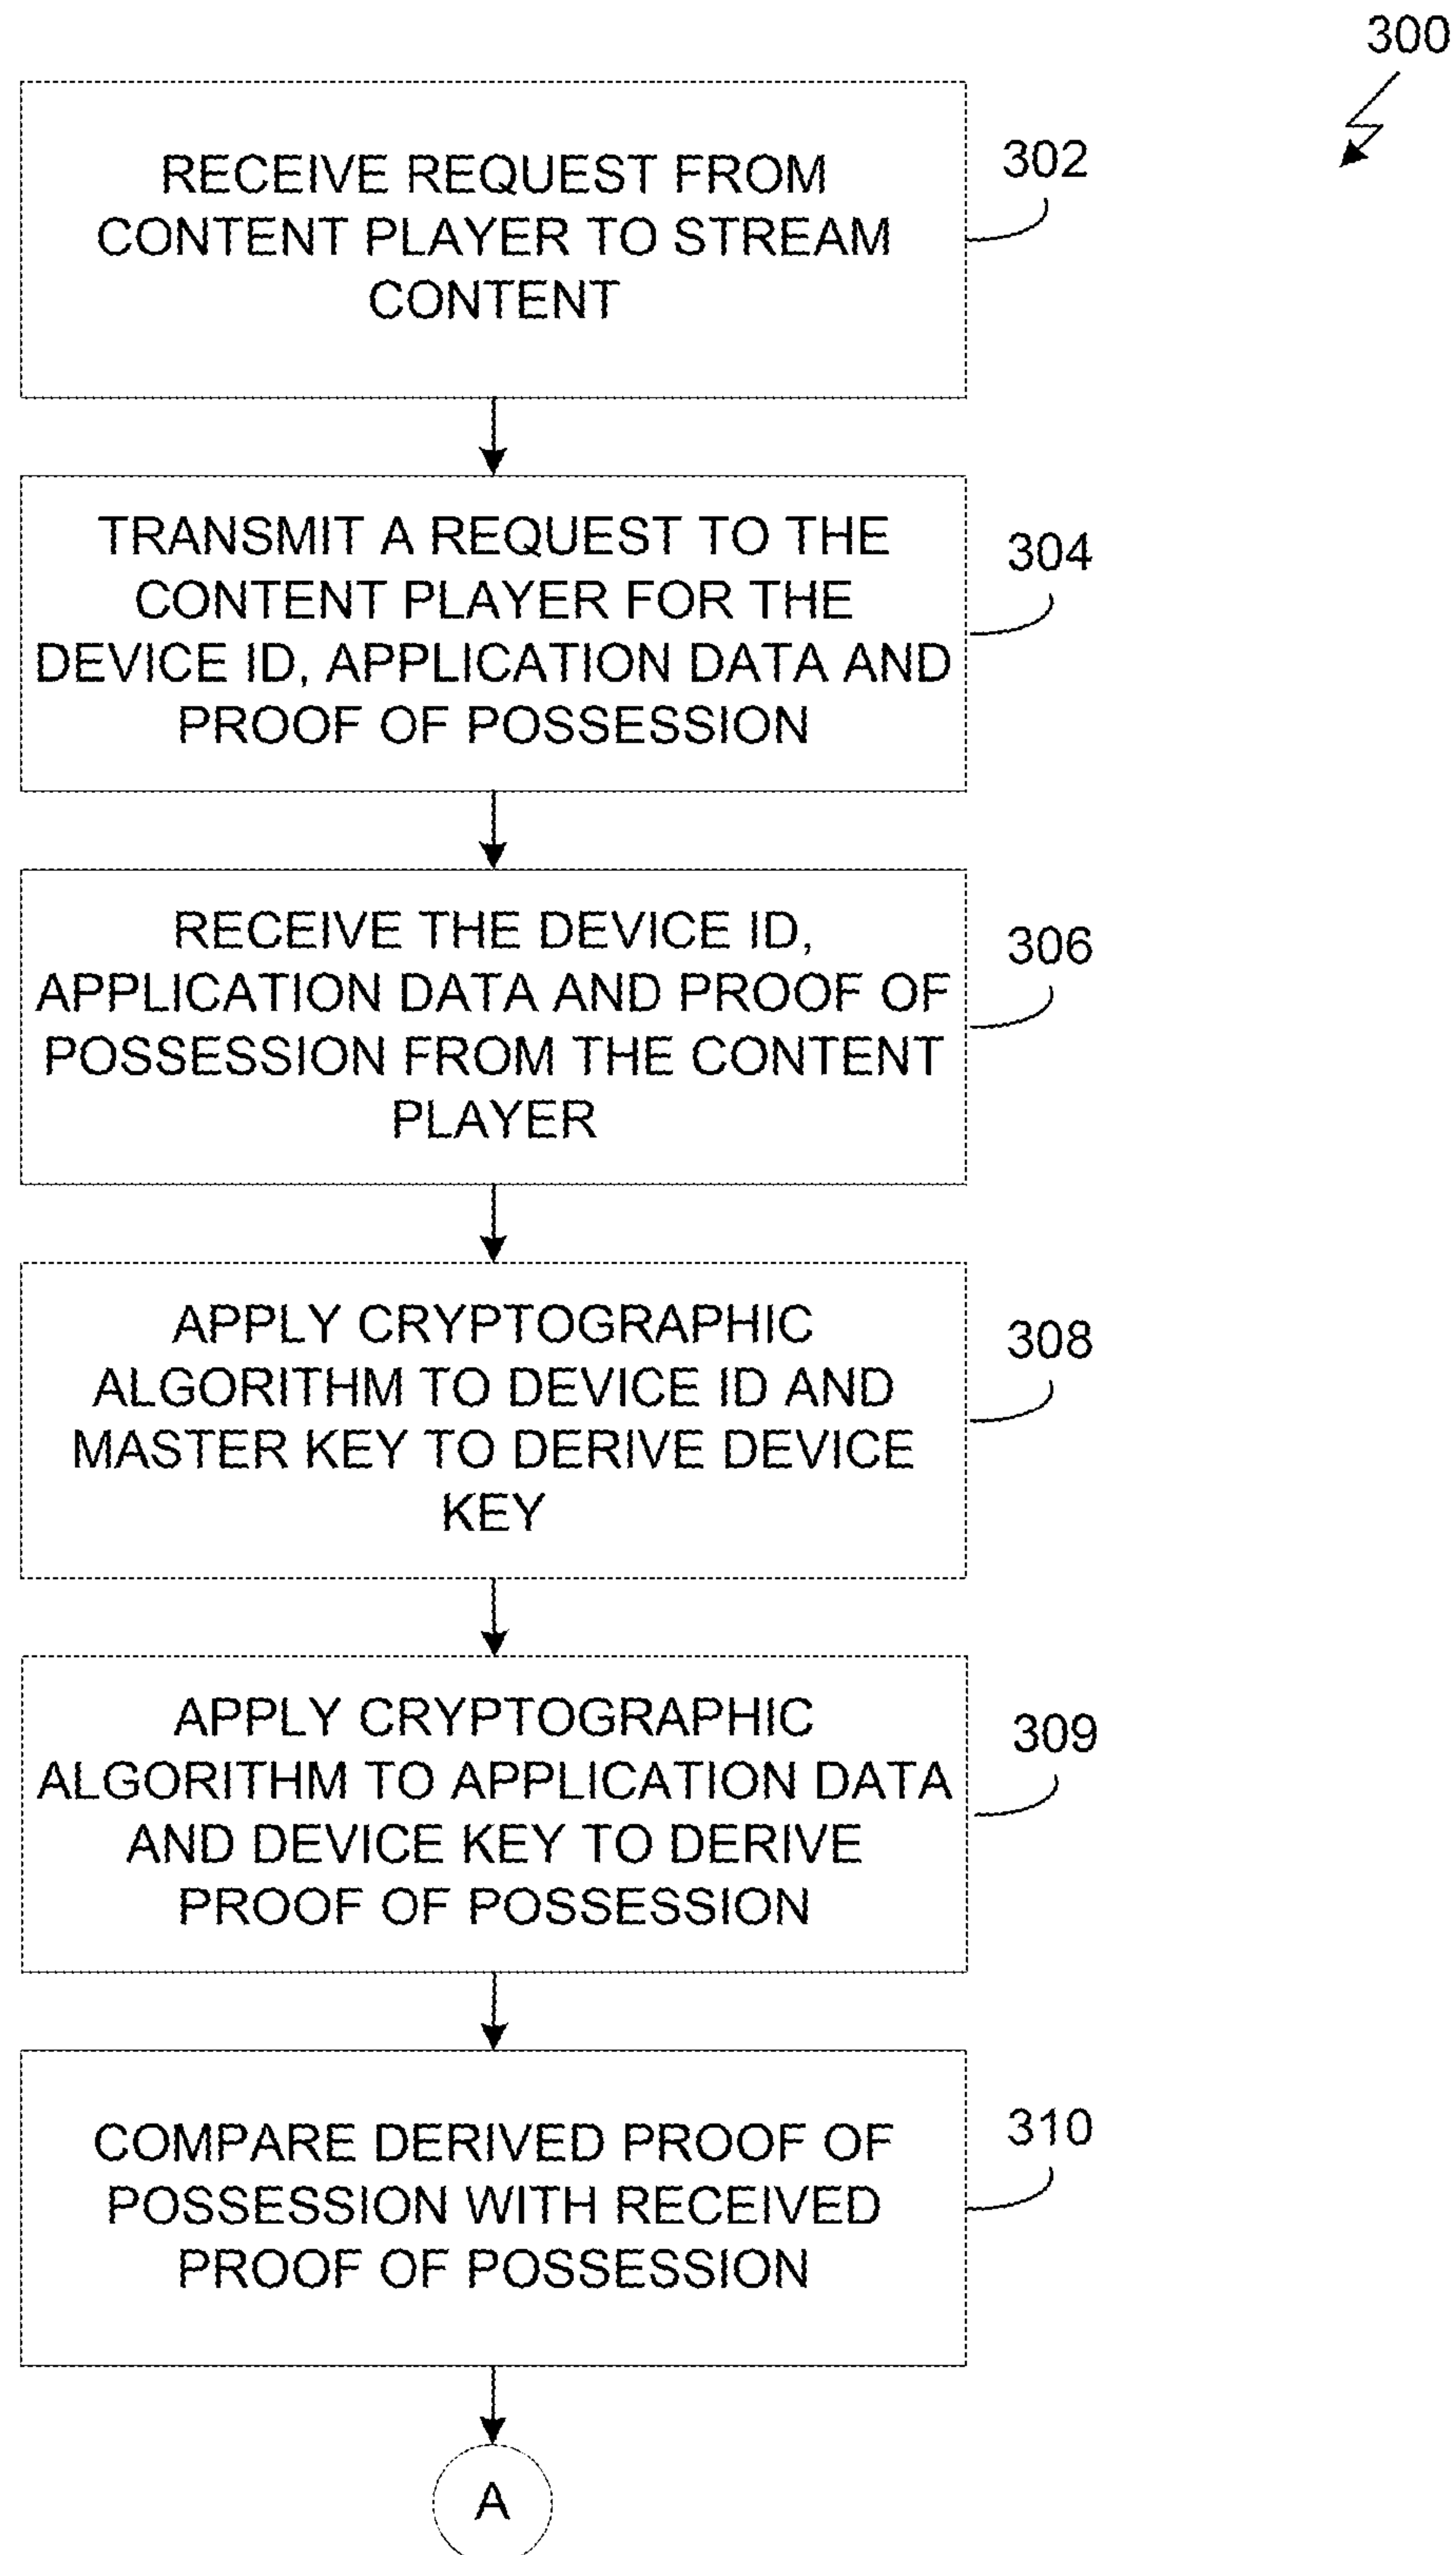 300
RECEIVE REQUEST FROM
CONTENT PLAYER TO STREAM
CONTENT
302
TRANSMIT A REQUEST TO THE
CONTENT PLAYER FOR THE
DEVICE ID, APPLICATION DATA AND
PROOF OF POSSESSION
304
RECEIVE THE DEVICE ID,
APPLICATION DATA AND PROOF OF
POSSESSION FROM THE CONTENT
PLAYER
306
APPLY CRYPTOGRAPHIC
ALGORITHM TO DEVICE ID AND
MASTER KEY TO DERIVE DEVICE
KEY
308
APPLY CRYPTOGRAPHIC
ALGORITHM TO APPLICATION DATA
AND DEVICE KEY TO DERIVE
PROOF OF POSSESSION
309
COMPARE DERIVED PROOF OF
POSSESSION WITH RECEIVED
PROOF OF POSSESSION
310
A